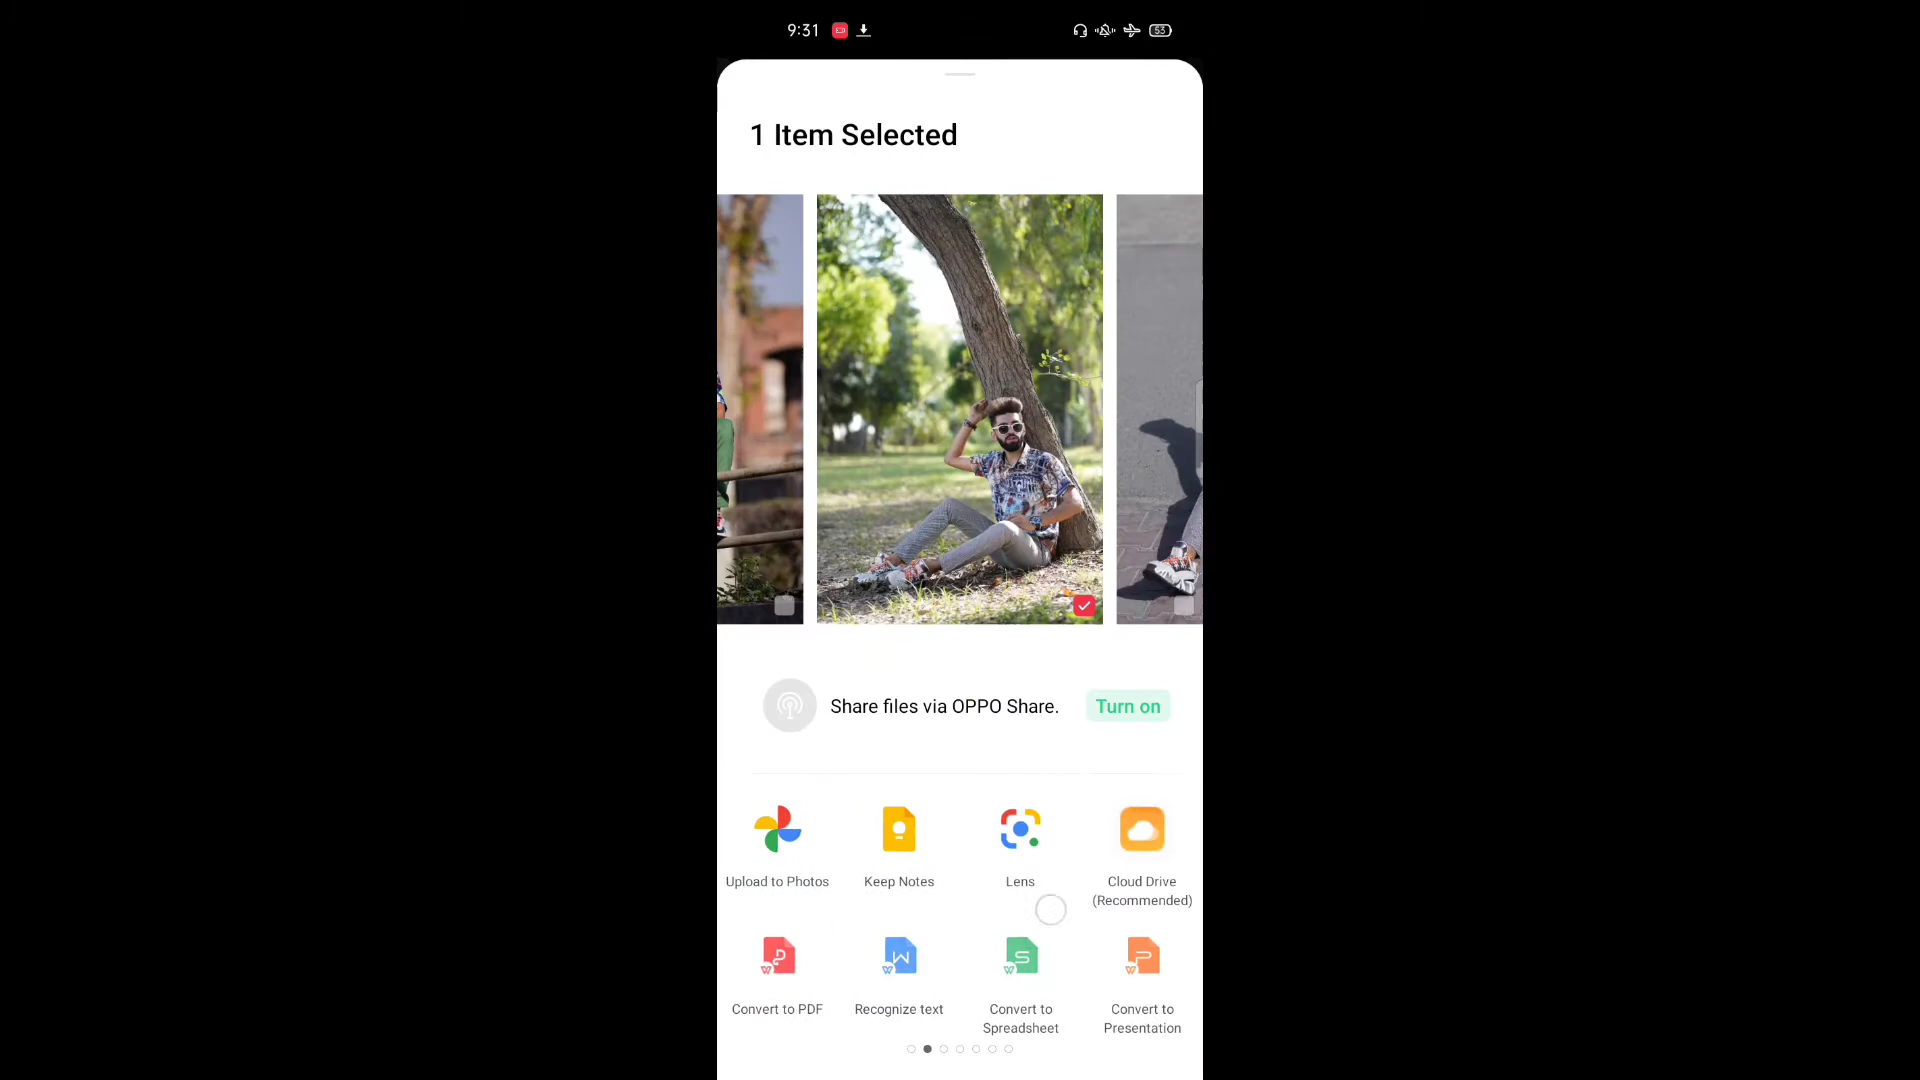 9:31
53
1 Item Selected
Share files via OPPO Share.
Turn on
Upload to Photos
Keep Notes
Lens
Cloud Drive
(Recommended)
Convert to PDF
Recognize text
Convert to
Spreadsheet
Convert to
Presentation